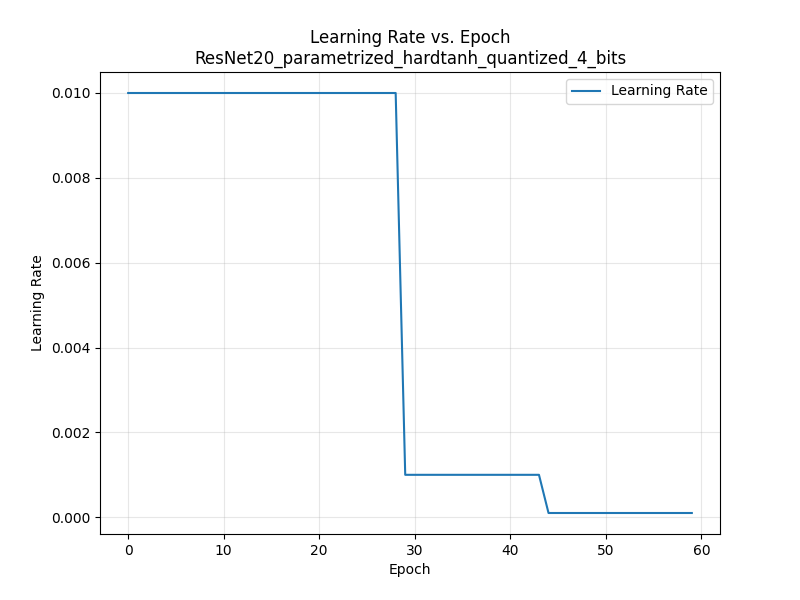 Learning Rate vs. Epoch
ResNet20_parametrized_hardtanh_quantized_4_bits
Learning Rate
0.010
0.008
0.006
0.004
0.002
0.000
Learning Rate
0 10 20 30 40 50 60
Epoch